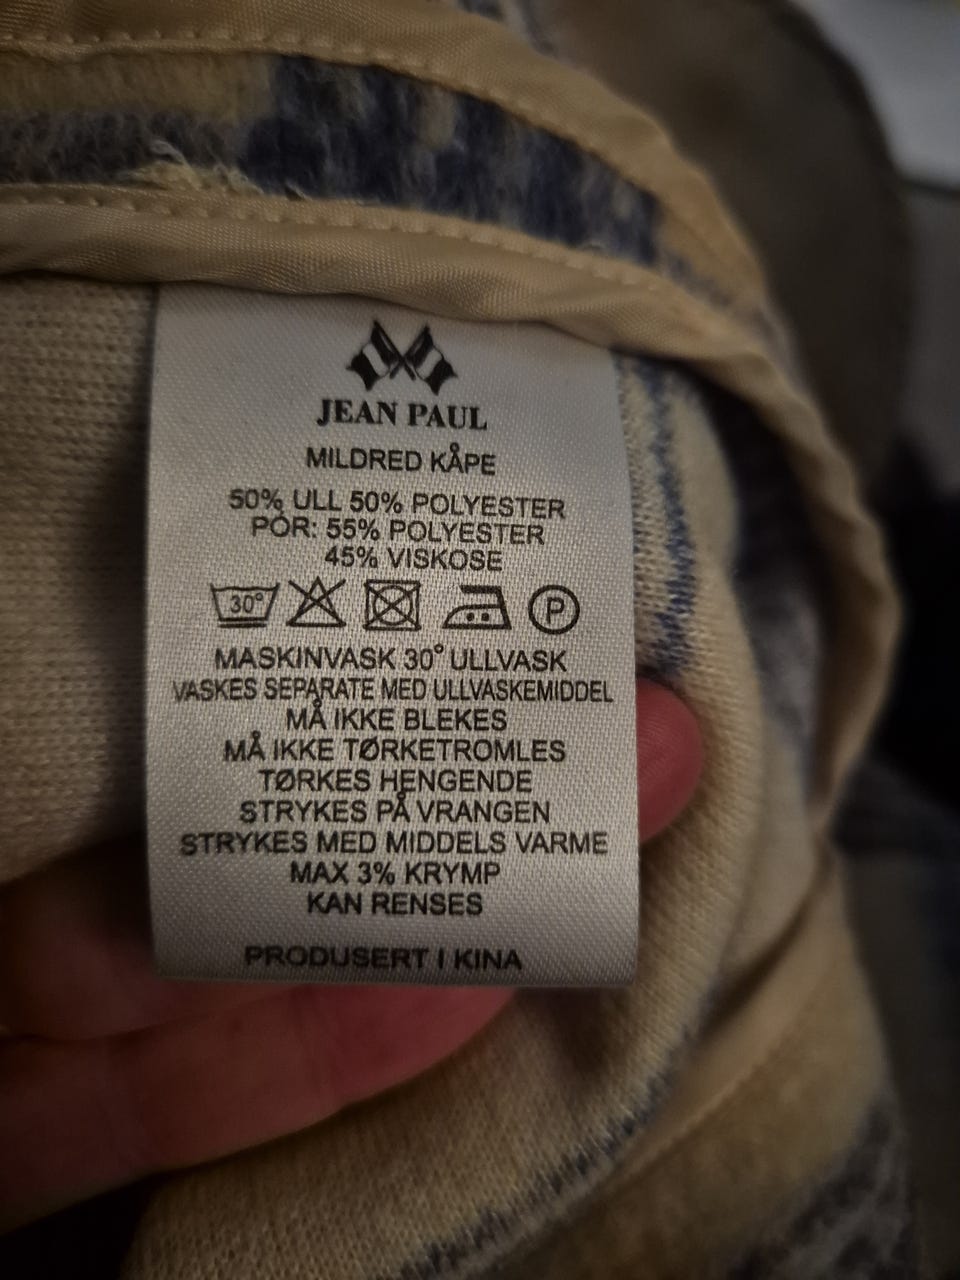 JEAN PAUL
MILDRED KÅPE
50% ULL 50% POLYESTER
PÓR: 55% POLYESTER
45% VISKOSE
30° P
MASKINVASK 30° ULLVASK
VASKES SEPARATE MED ULLVASKEMIDDEL
MÅ IKKE BLEKES
MÅ IKKE TØRKETROMLES
TØRKES HENGENDE
STRYKES PÅ VRANGEN
STRYKES MED MIDDELS VARME
MAX 3% KRYMP
KAN RENSES
PRODUSERT I KINA